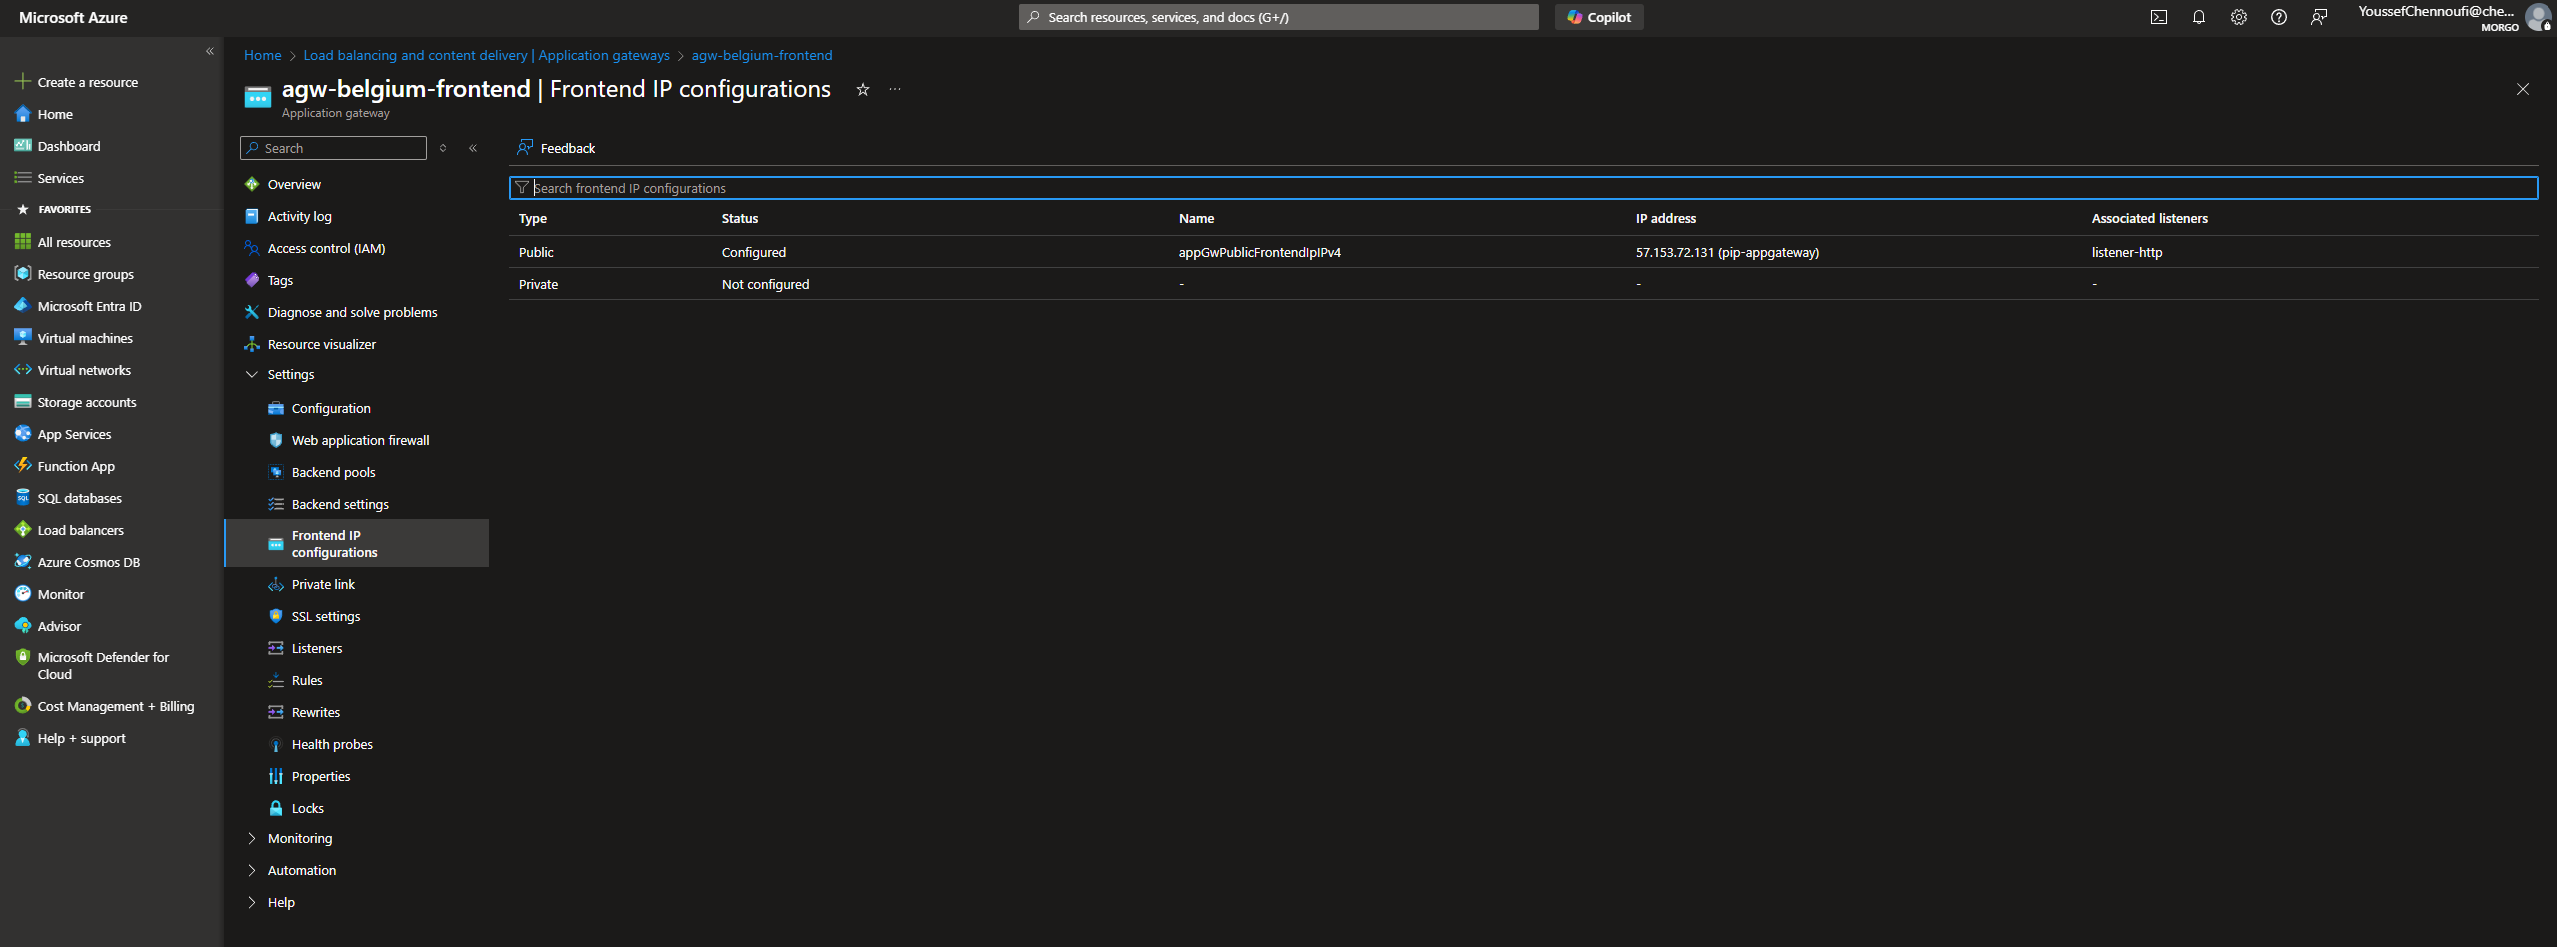 Microsoft Azure
Search resources, services, and docs (G+/)
Copilot
YoussefChennoufi@che...
MORGO
Create a resource
Home
Dashboard
Services
FAVORITES
All resources
Resource groups
Microsoft Entra ID
Virtual machines
Virtual networks
Storage accounts
App Services
Function App
SQL databases
Load balancers
Azure Cosmos DB
Monitor
Advisor
Microsoft Defender for
Cloud
Cost Management + Billing
Help + support
Home > Load balancing and content delivery | Application gateways > agw-belgium-frontend
agw-belgium-frontend | Frontend IP configurations
Application gateway
Search
Overview
Activity log
Access control (IAM)
Tags
Diagnose and solve problems
Resource visualizer
Settings
Configuration
Web application firewall
Backend pools
Backend settings
Frontend IP
configurations
Private link
SSL settings
Listeners
Rules
Rewrites
Health probes
Properties
Locks
Monitoring
Automation
Help
Feedback
Search frontend IP configurations
Type Status Name IP address Associated listeners
Public Configured appGwPublicFrontendIpIPv4 57.153.72.131 (pip-appgateway) listener-http
Private Not configured - - -